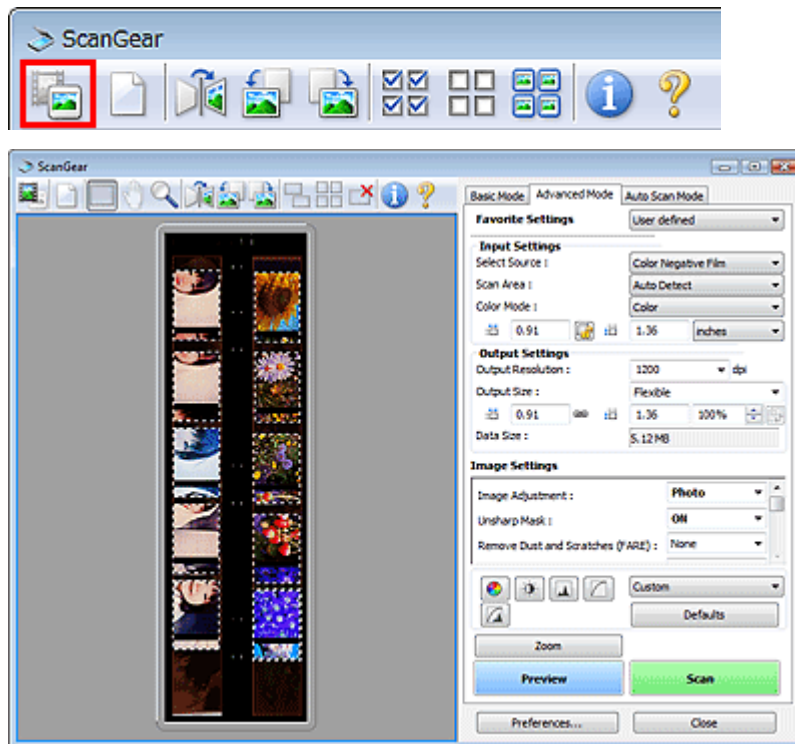 ScanGear
ScanGear
Basic Mode Advanced Mode Auto Scan Mode
Favorite Settings User defined
Input Settings
Select Source : Color Negative Film
Scan Area : Auto Detect
Color Mode : Color
0.91 1.36 inches
Output Settings
Output Resolution : 1200 dpi
Output Size : Flexible
0.91 1.36 100%
Data Size : 5.12 MB
Image Settings
Image Adjustment : Photo
Unsharp Mask : ON
Remove Dust and Scratches (FARE) : None
Custom
Defaults
Zoom
Preview Scan
Preferences... Close